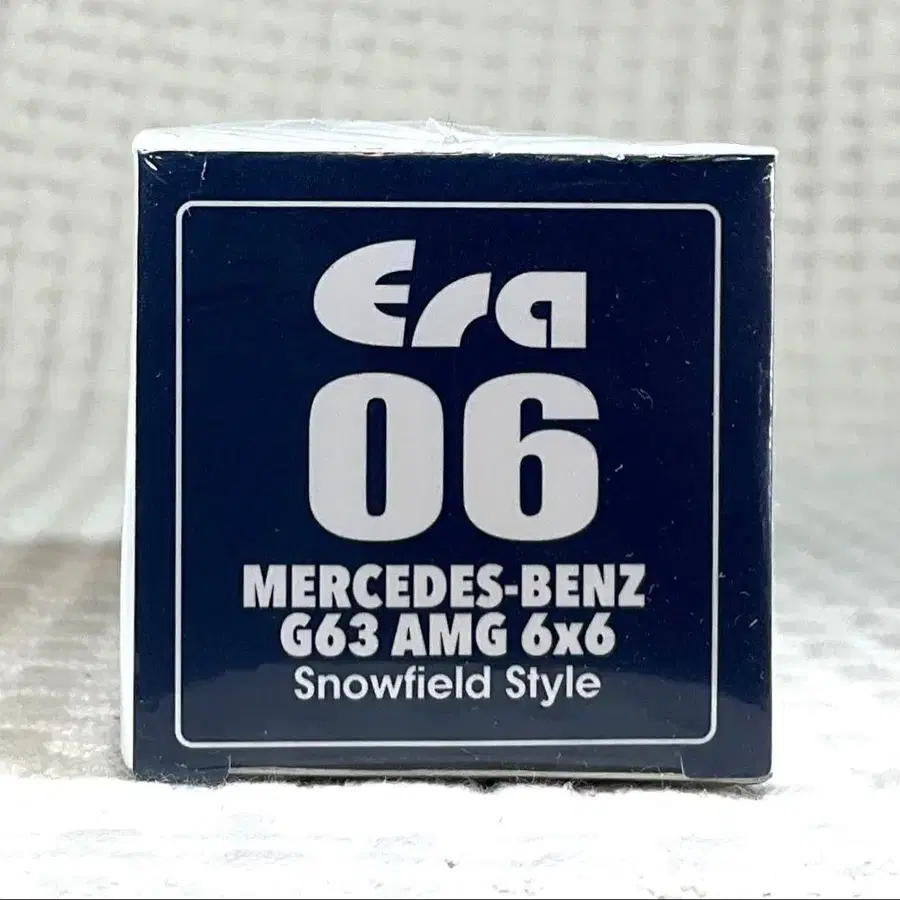 Era
06
MERCEDES-BENZ
G63 AMG 6x6
Snowfield Style